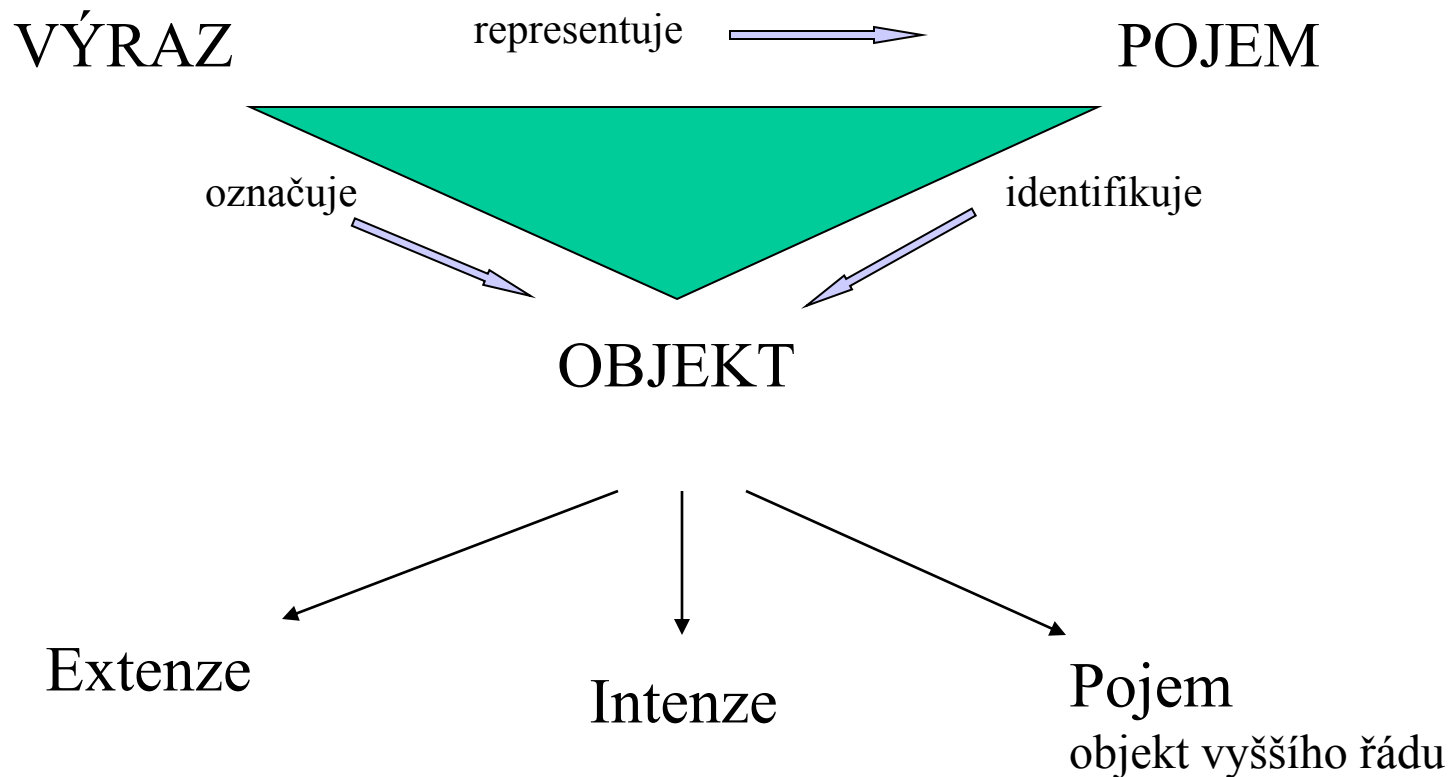 VÝRAZ
representuje
POJEM
označuje
identifikuje
OBJEKT
Extenze
Intenze
Pojem
objekt vyššího řádu